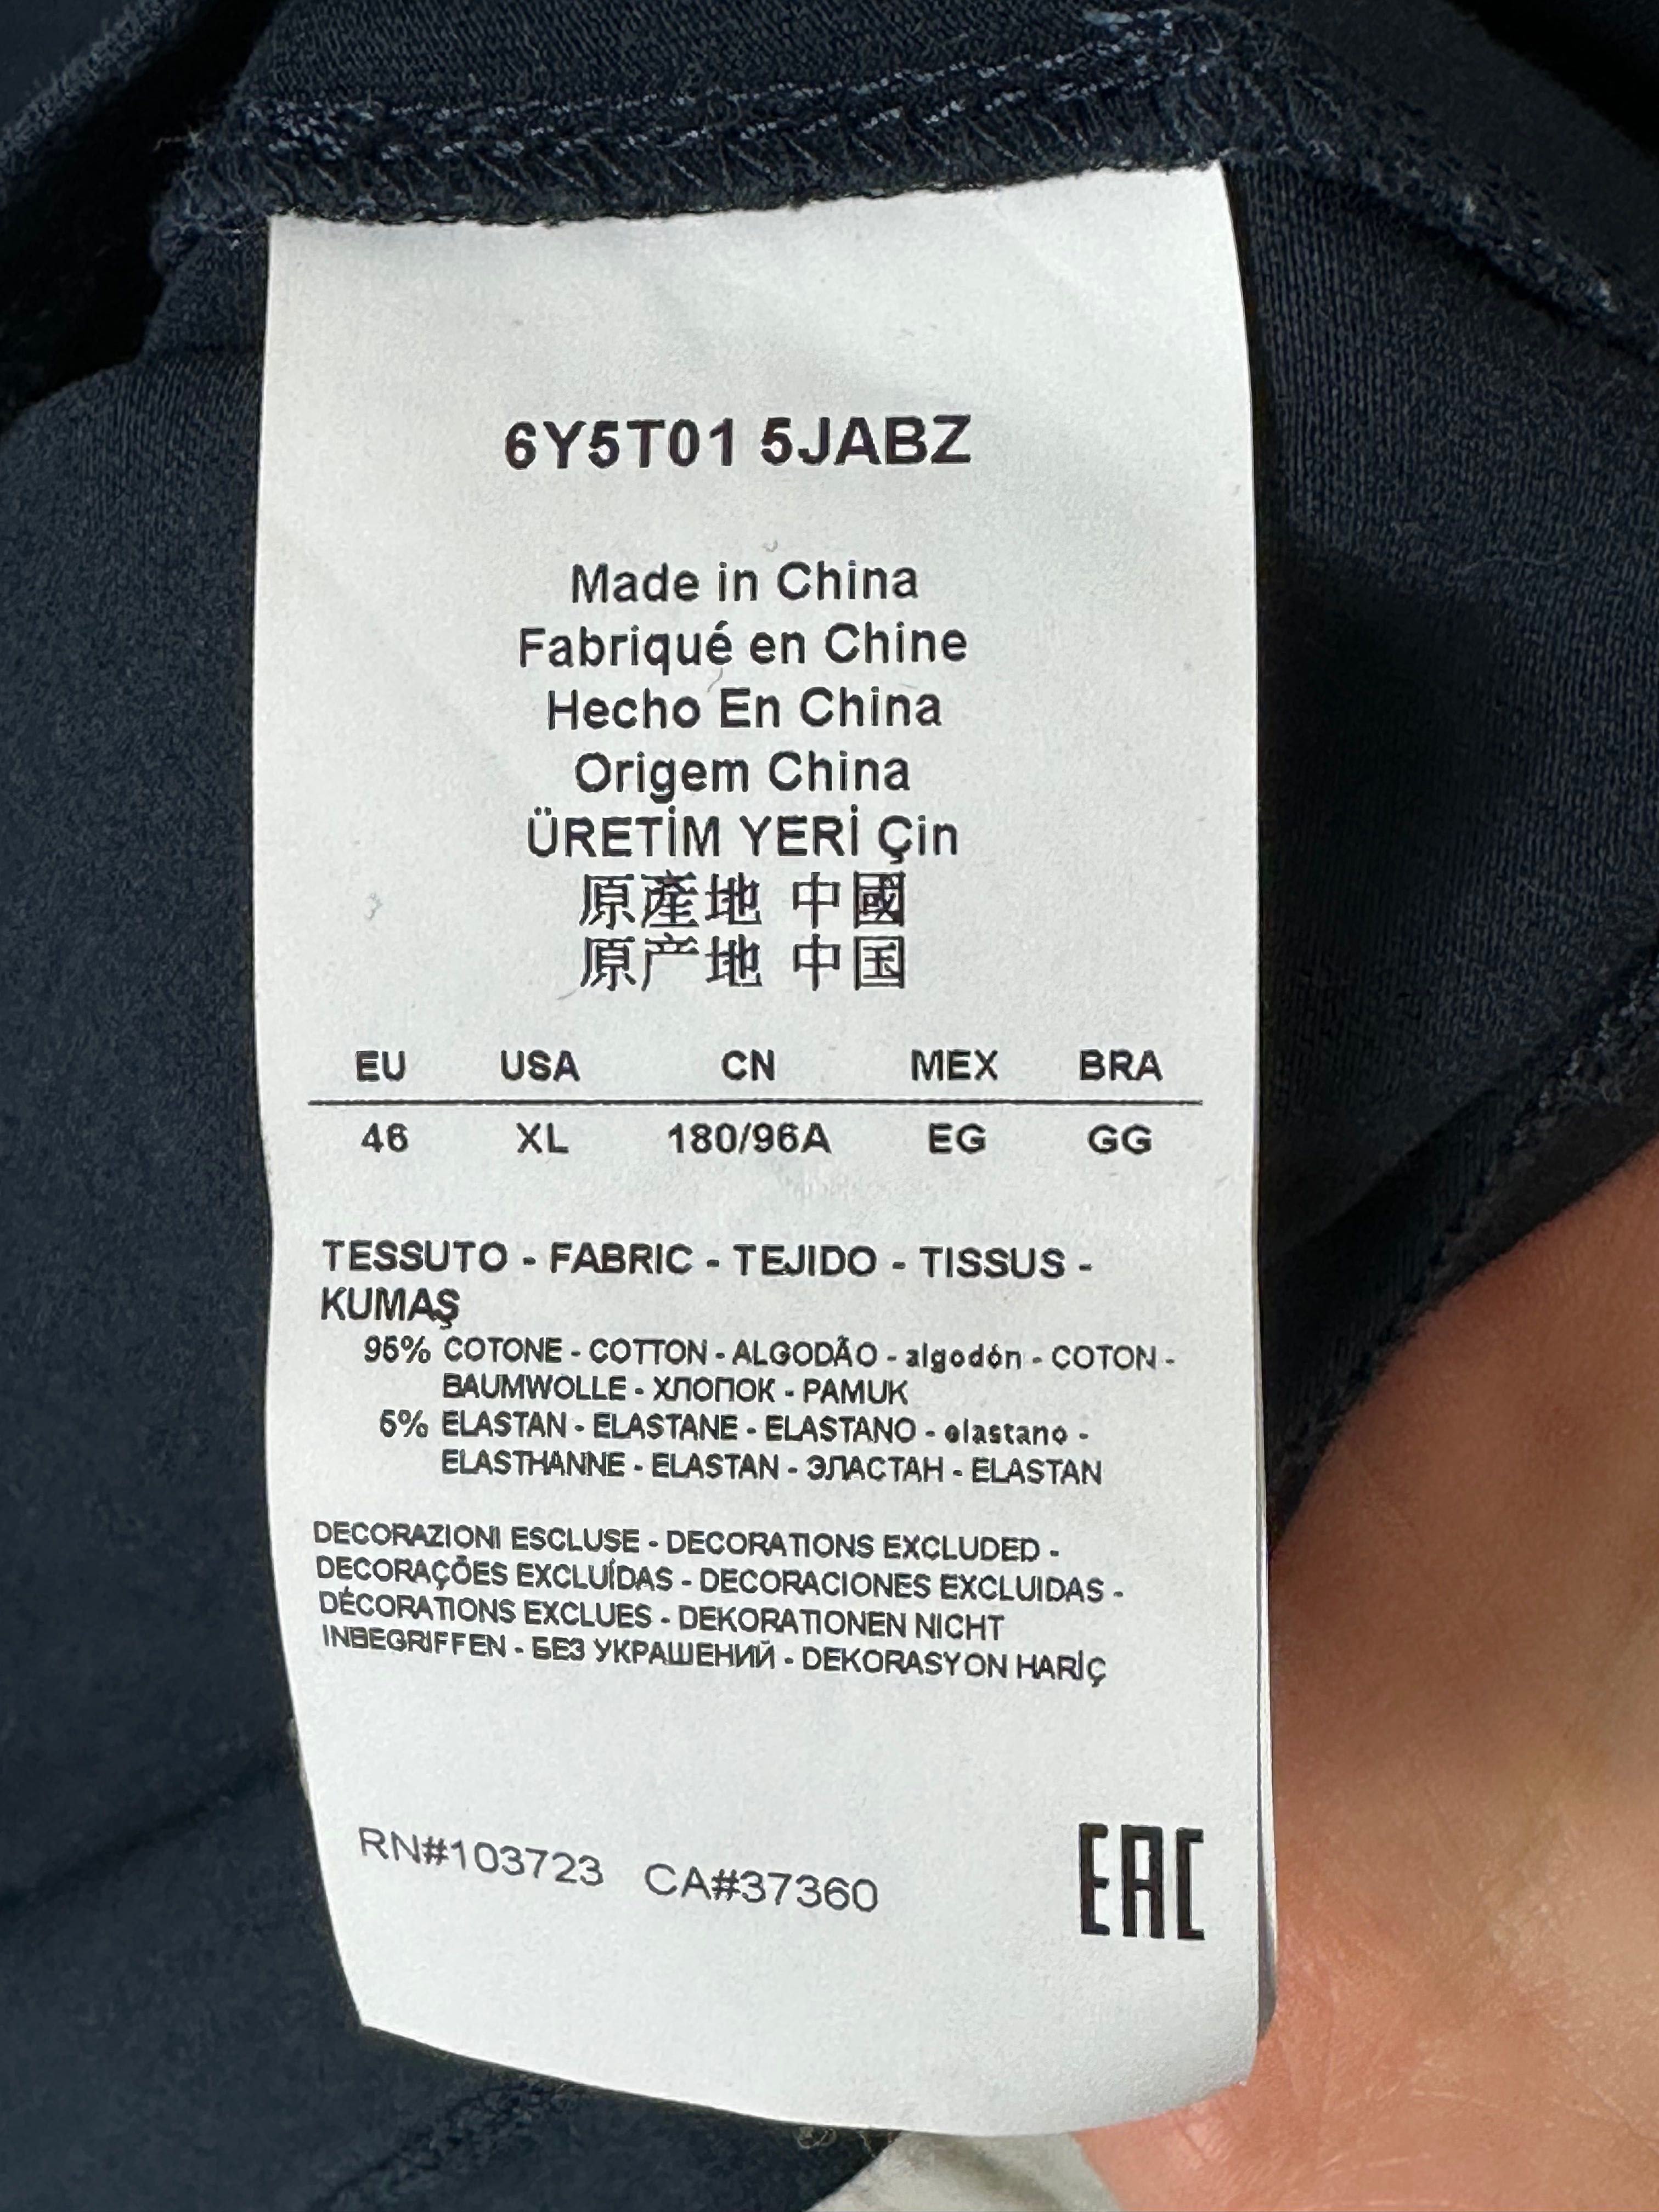 6Y5T01 5JABZ
Made in China
Fabriqué en Chine
Hecho En China
Origem China
ÜRETİM YERİ Çin
原產地 中國
原产地 中国
EU USA CN MEX BRA
46 XL 180/96A EG GG
TESSUTO - FABRIC - TEJIDO - TISSUS -
KUMAŞ
95% COTONE - COTTON - ALGODÃO - algodón - COTON -
BAUMWOLLE - ХЛОПОК - PAMUK
5% ELASTAN - ELASTANE - ELASTANO - elastano -
ELASTHANNE - ELASTAN - ЭЛАСТАН - ELASTAN
DECORAZIONI ESCLUSE - DECORATIONS EXCLUDED -
DECORAÇÕES EXCLUÍDAS - DECORACIONES EXCLUIDAS -
DÉCORATIONS EXCLUES - DEKORATIONEN NICHT
INBEGRIFFEN - БЕЗ УКРАШЕНИЙ - DEKORASYON HARİÇ
RN#103723 CA#37360
EAC